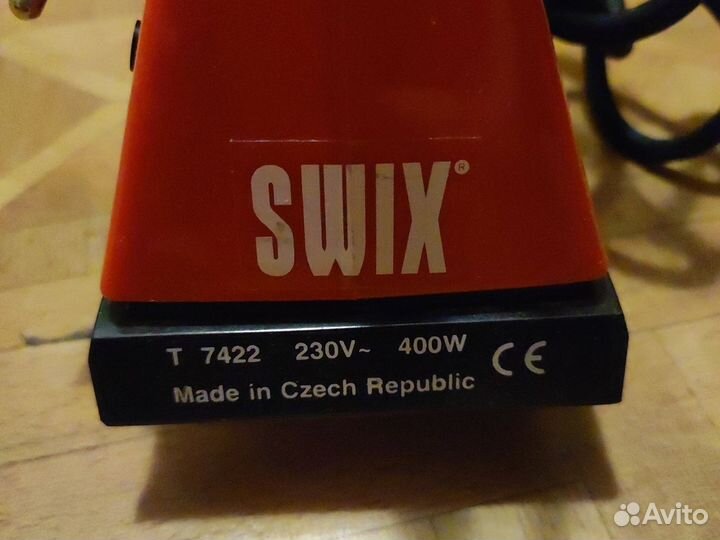 SWIX®
T 7422 230V~ 400W CE
Made in Czech Republic
Avito